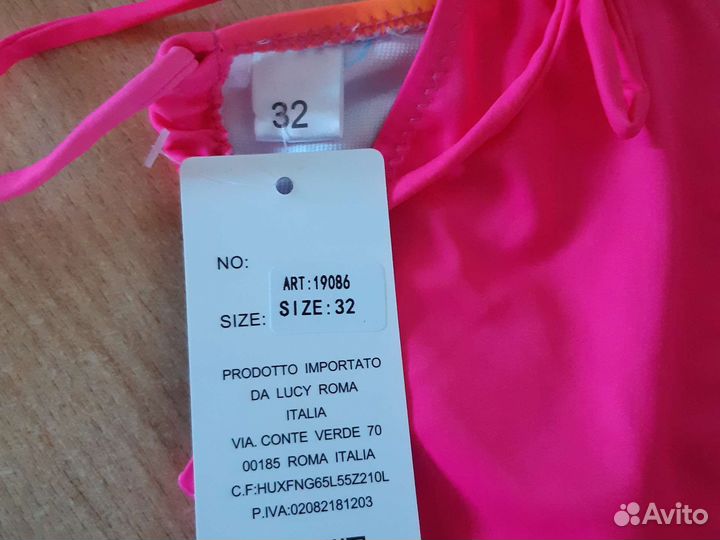 32
NO:
ART:19086
SIZE: SIZE:32
PRODOTTO IMPORTATO
DA LUCY ROMA
ITALIA
VIA. CONTE VERDE 70
00185 ROMA ITALIA
C.F:HUXFNG65L55Z210L
P.IVA:02082181203
Avito